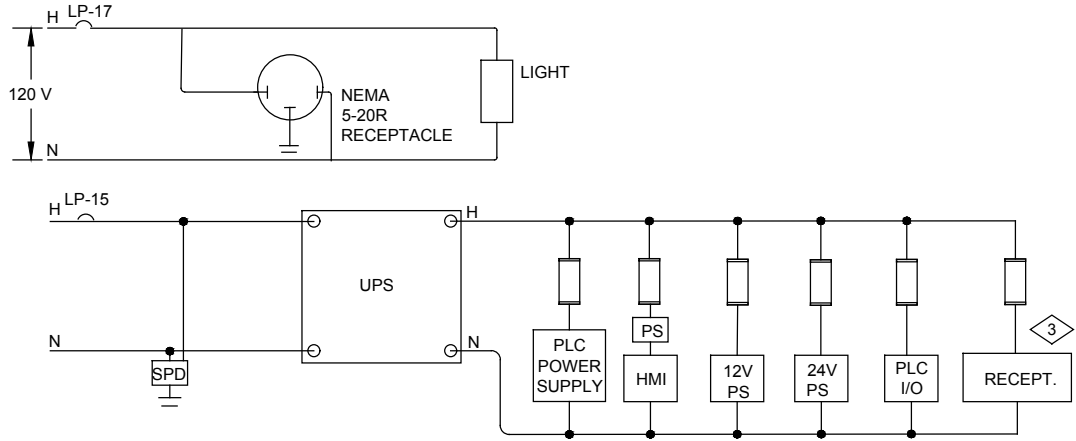 H LP-17
120 V
LIGHT
NEMA
5-20R
RECEPTACLE
N
H LP-15
H
UPS
N
N
SPD
PLC
POWER
SUPPLY
PS
HMI
12V
PS
24V
PS
PLC
I/O
3
RECEPT.